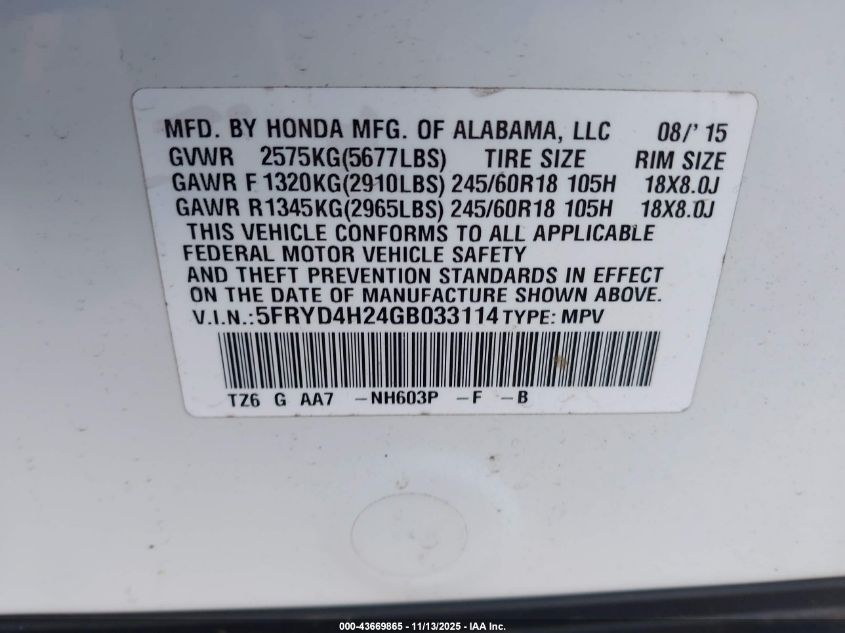 MFD. BY HONDA MFG. OF ALABAMA, LLC 08/' 15
GVWR 2575KG(5677LBS) TIRE SIZE RIM SIZE
GAWR F 1320KG(2910LBS) 245/60R18 105H 18X8.0J
GAWR R1345KG(2965LBS) 245/60R18 105H 18X8.0J
THIS VEHICLE CONFORMS TO ALL APPLICABLE
FEDERAL MOTOR VEHICLE SAFETY
AND THEFT PREVENTION STANDARDS IN EFFECT
ON THE DATE OF MANUFACTURE SHOWN ABOVE.
V.I.N.:5FRYD4H24GB033114 TYPE: MPV
TZ6 G AA7 -NH603P -F -B
000-43669865 - 11/13/2025 - IAA Inc.